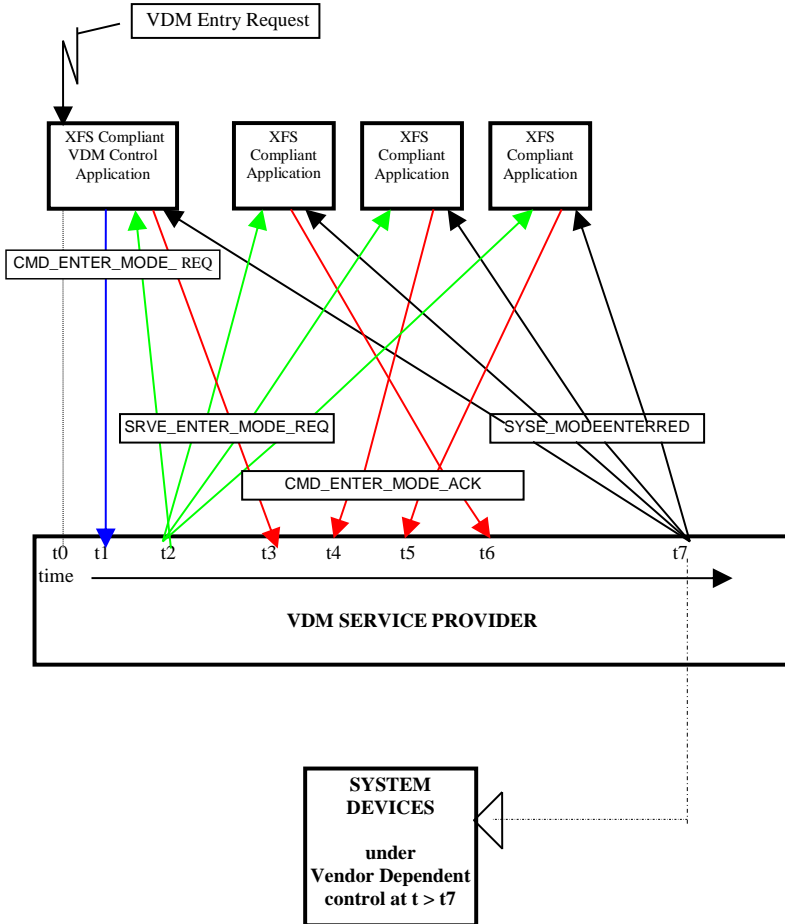 VDM Entry Request
XFS Compliant
VDM Control
Application
XFS
Compliant
Application
XFS
Compliant
Application
XFS
Compliant
Application
CMD_ENTER_MODE_ REQ
SRVE_ENTER_MODE_REQ
SYSE_MODEENTERRED
CMD_ENTER_MODE_ACK
t0 t1 t2 t3 t4 t5 t6 t7
time
VDM SERVICE PROVIDER
SYSTEM
DEVICES
under
Vendor Dependent
control at t > t7